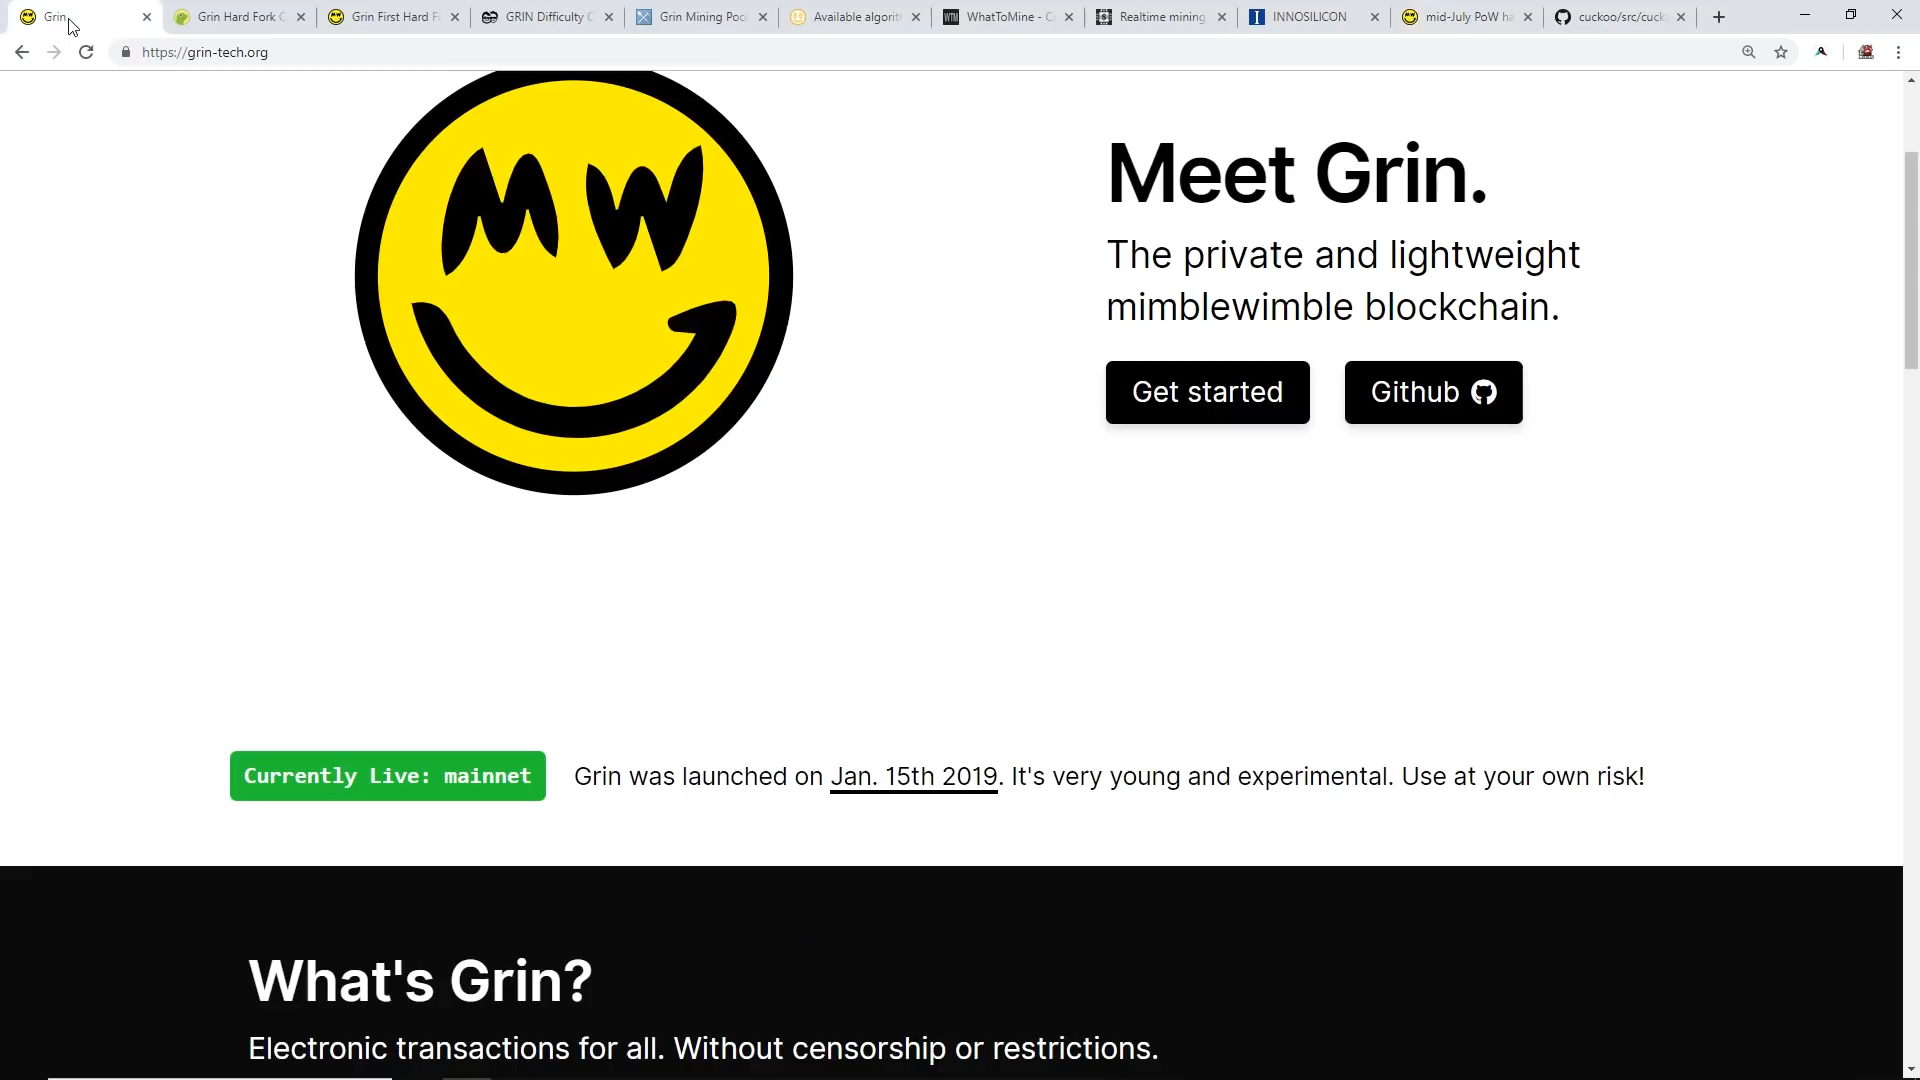 Grin
Grin Hard Fork C
Grin First Hard Fo
GRIN Difficulty C
Grin Mining Poo
Available algorit
WhatToMine - C
Realtime mining
INNOSILICON
mid-July PoW ha
cuckoo/src/cuck
https://grin-tech.org
MW
Meet Grin.
The private and lightweight
mimblewimble blockchain.
Get started
Github
Currently Live: mainnet
Grin was launched on Jan. 15th 2019. It's very young and experimental. Use at your own risk!
What's Grin?
Electronic transactions for all. Without censorship or restrictions.